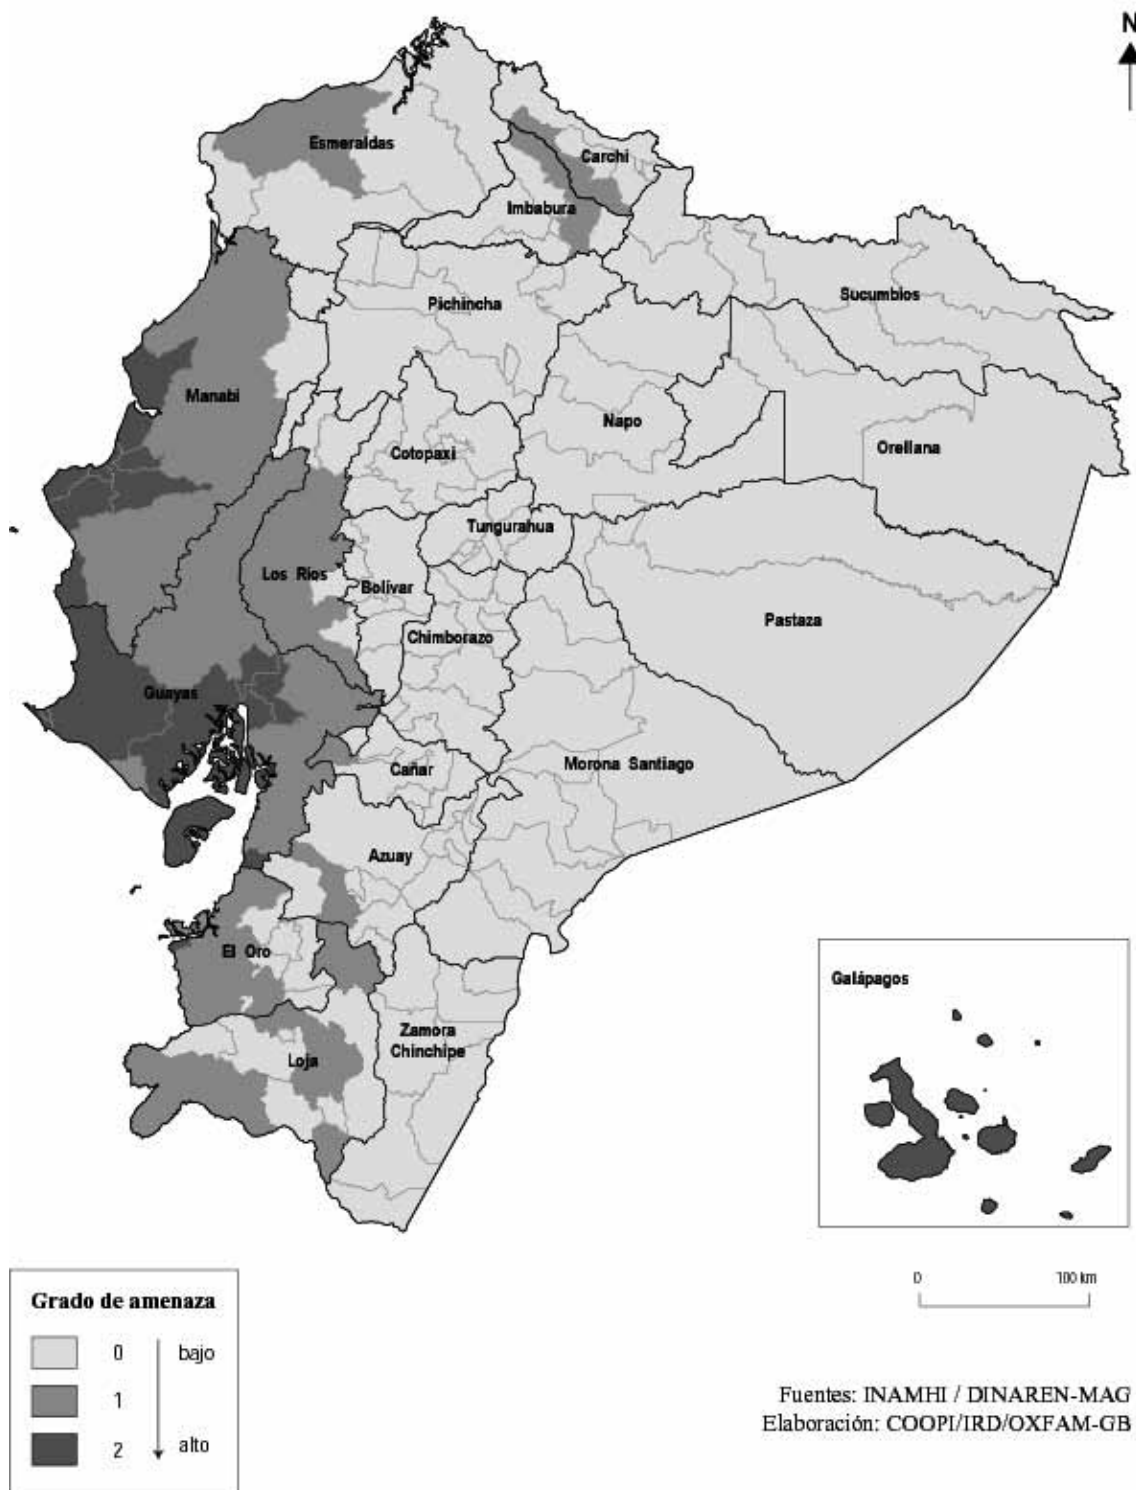 N
Esmeraldas
Carchi
Imbabura
Sucumbios
Pichincha
Manabi
Napo
Orellana
Cotopaxi
Tungurahua
Los Ríos
Bolívar
Pastaza
Chimborazo
Guayas
Cañar
Morona Santiago
Azuay
El Oro
Galápagos
Zamora
Chinchipe
Loja
0 100 km
Grado de amenaza
0 bajo
1
2 alto
Fuentes: INAMHI / DINAREN-MAG
Elaboración: COOPI/IRD/OXFAM-GB